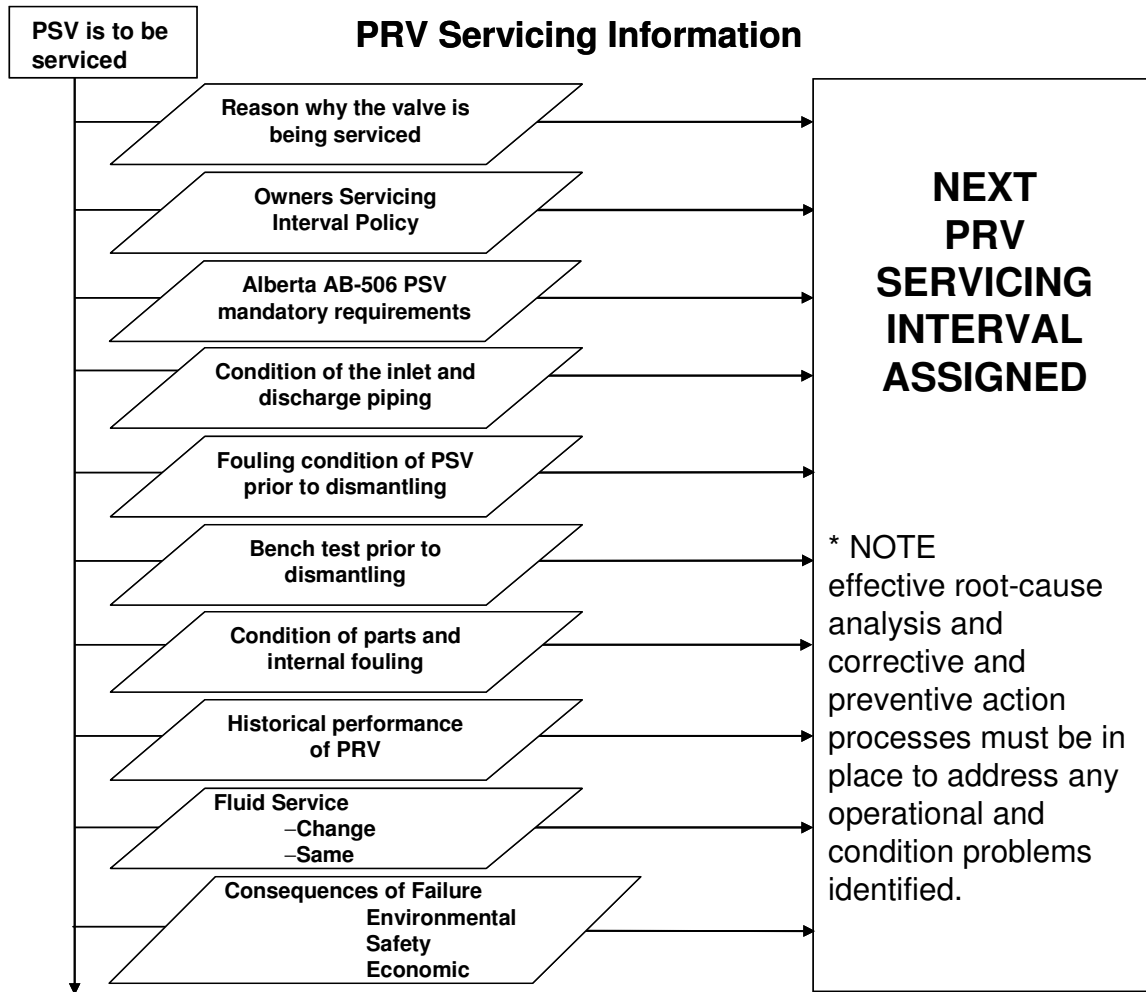 PSV is to be
serviced
PRV Servicing Information
Reason why the valve is
being serviced
Owners Servicing
Interval Policy
Alberta AB-506 PSV
mandatory requirements
Condition of the inlet and
discharge piping
Fouling condition of PSV
prior to dismantling
Bench test prior to
dismantling
Condition of parts and
internal fouling
Historical performance
of PRV
Fluid Service
–Change
–Same
Consequences of Failure
Environmental
Safety
Economic
NEXT
PRV
SERVICING
INTERVAL
ASSIGNED
* NOTE
effective root-cause
analysis and
corrective and
preventive action
processes must be in
place to address any
operational and
condition problems
identified.